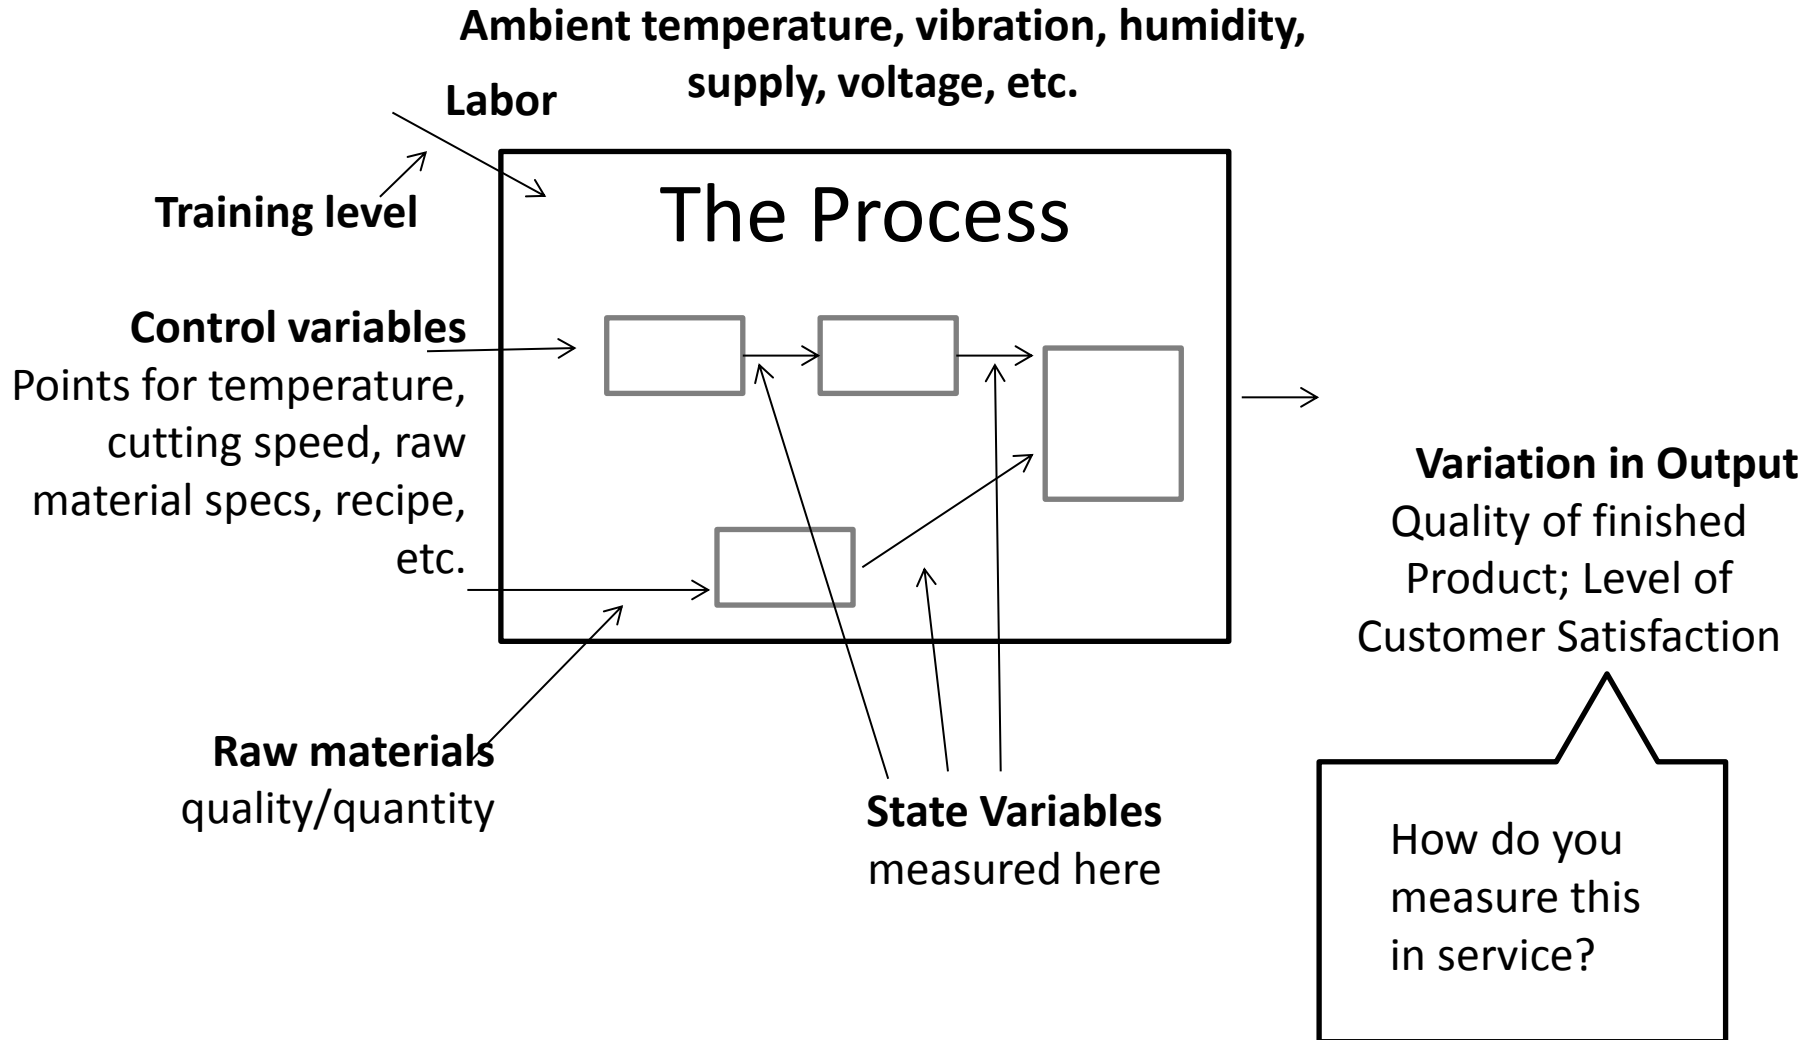 Ambient temperature, vibration, humidity,
supply, voltage, etc.
Labor
The Process
Training level
Control variables
Points for temperature,
cutting speed, raw
material specs, recipe,
etc.
Variation in Output
Quality of finished
Product; Level of
Customer Satisfaction
Raw materials
quality/quantity
State Variables
measured here
How do you
measure this
in service?